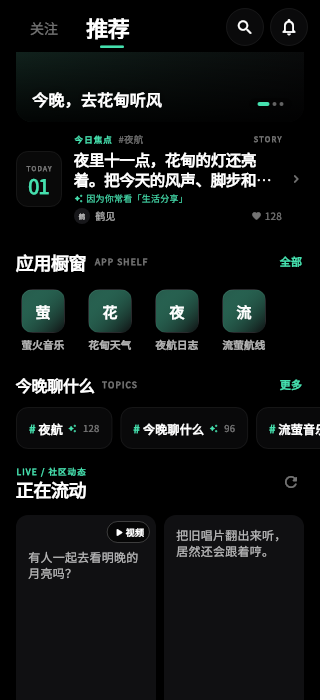 关注 推荐
今晚，去花甸听风
今日焦点 #夜航 STORY
TODAY
01
夜里十一点，花甸的灯还亮
着。把今天的风声、脚步和…
因为你常看「生活分享」
鹤 鹤见 128
应用橱窗 APP SHELF 全部
萤 花 夜 流
萤火音乐 花甸天气 夜航日志 流萤航线
今晚聊什么 TOPICS 更多
#夜航 128 #今晚聊什么 96 #流萤音乐
LIVE / 社区动态
正在流动
视频
有人一起去看明晚的
月亮吗？
把旧唱片翻出来听，
居然还会跟着哼。